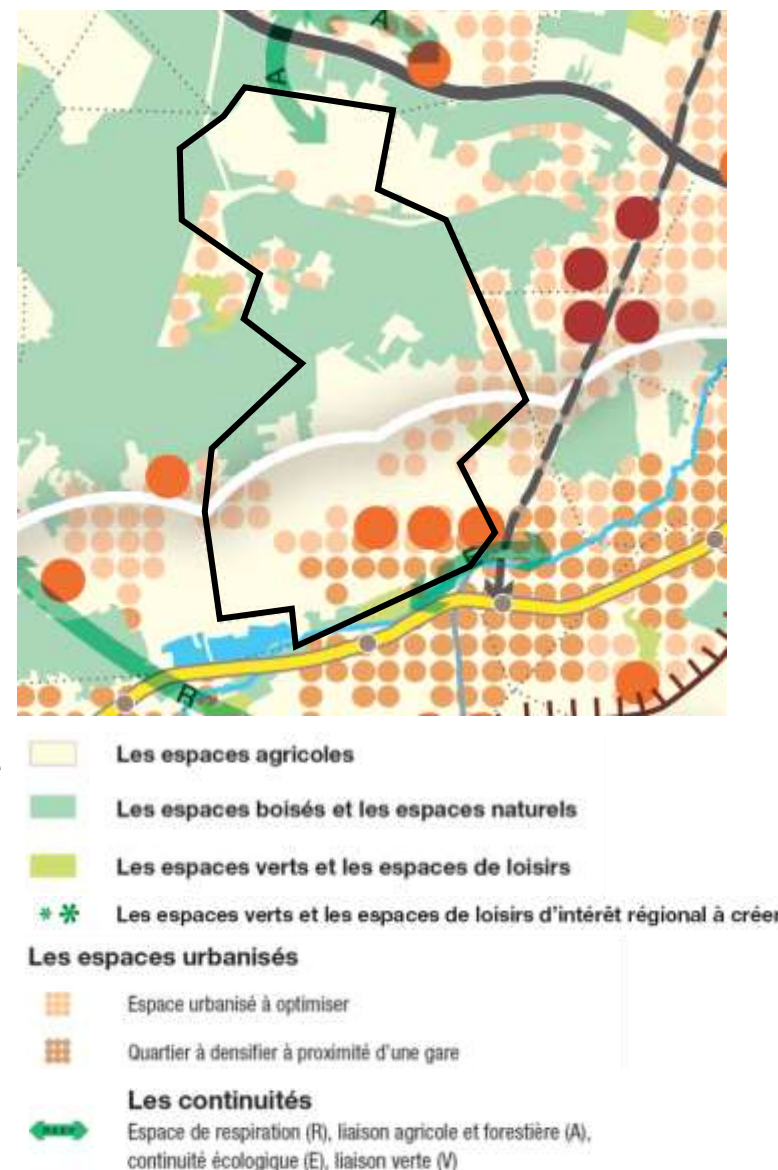 A
A
E
R
Les espaces agricoles
Les espaces boisés et les espaces naturels
Les espaces verts et les espaces de loisirs
Les espaces verts et les espaces de loisirs d'intérêt régional à créer
Les espaces urbanisés
Espace urbanisé à optimiser
Quartier à densifier à proximité d'une gare
Les continuités
Espace de respiration (R), liaison agricole et forestière (A),
continuité écologique (E), liaison verte (V)